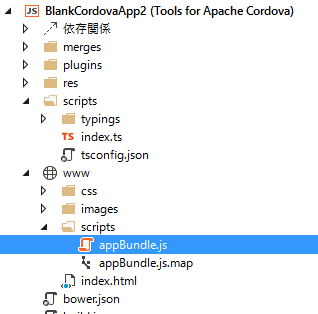 BlankCordovaApp2 (Tools for Apache Cordova)
依存関係
merges
plugins
res
scripts
typings
TS index.ts
tsconfig.json
www
css
images
scripts
appBundle.js
appBundle.js.map
index.html
bower.json